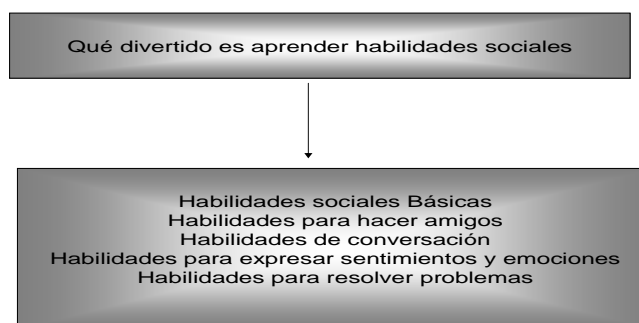 Qué divertido es aprender habilidades sociales
Habilidades sociales Básicas
Habilidades para hacer amigos
Habilidades de conversación
Habilidades para expresar sentimientos y emociones
Habilidades para resolver problemas